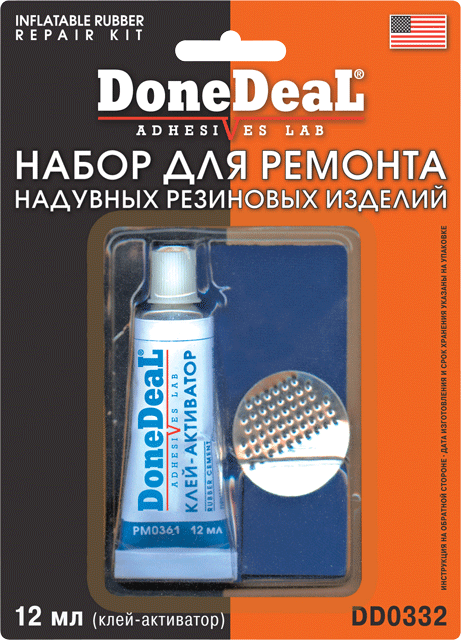 INFLATABLE RUBBER
REPAIR KIT
DoneDeaL®
ADHESIVES LAB
НАБОР ДЛЯ РЕМОНТА
НАДУВНЫХ РЕЗИНОВЫХ ИЗДЕЛИЙ
DoneDeaL®
ADHESIVES LAB
КЛЕЙ-АКТИВАТОР
RUBBER CEMENT
PM0361 12 мл
ИНСТРУКЦИЯ НА ОБРАТНОЙ СТОРОНЕ • ДАТА ИЗГОТОВЛЕНИЯ И СРОК ХРАНЕНИЯ УКАЗАНЫ НА УПАКОВКЕ
12 мл (клей-активатор)
DD0332